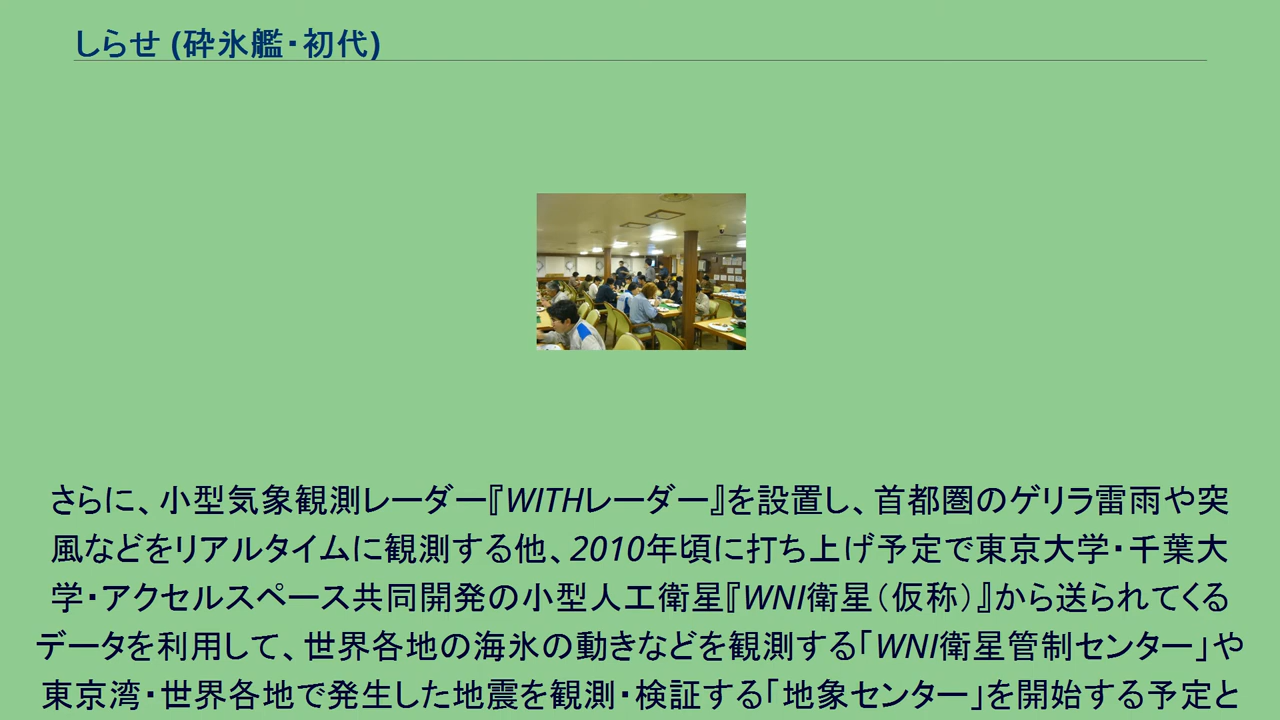 しらせ (砕氷艦・初代)
さらに、小型気象観測レーダー『WITHレーダー』を設置し、首都圏のゲリラ雷雨や突
風などをリアルタイムに観測する他、2010年頃に打ち上げ予定で東京大学・千葉大
学・アクセルスペース共同開発の小型人工衛星『WNI衛星（仮称）』から送られてくる
データを利用して、世界各地の海氷の動きなどを観測する「WNI衛星管制センター」や
東京湾・世界各地で発生した地震を観測・検証する「地象センター」を開始する予定と